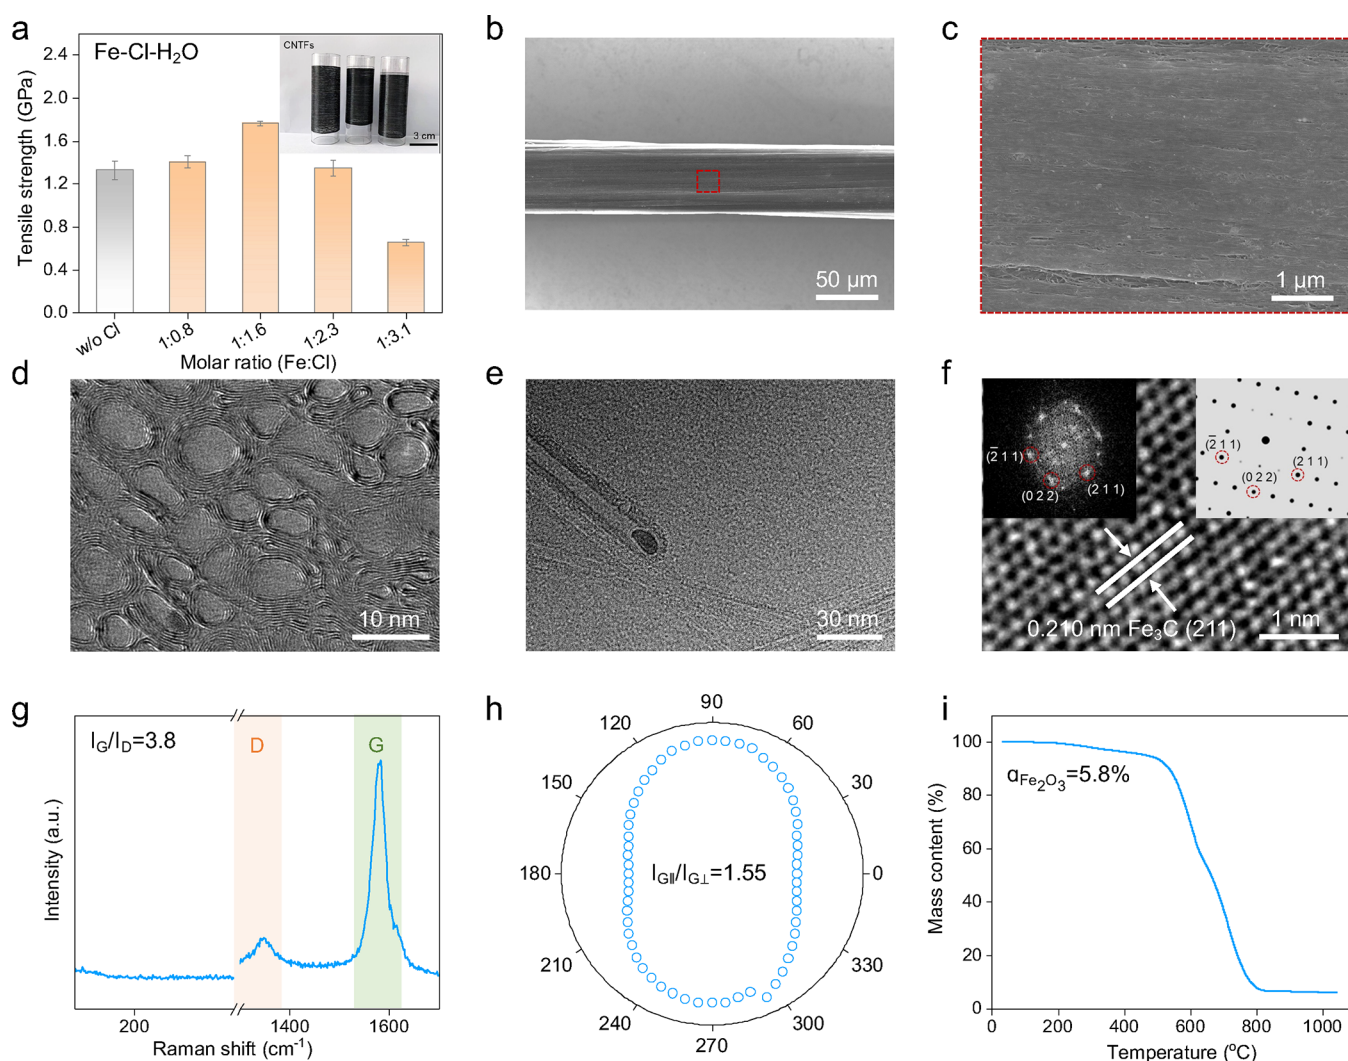 a
Fe-Cl-H₂O
CNTFs
3 cm
Tensile strength (GPa)
2.4
2.0
1.6
1.2
0.8
0.4
0.0
w/o Cl
1:0.8
1:1.6
1:2.3
1:3.1
Molar ratio (Fe:Cl)
b
50 µm
c
1 µm
d
10 nm
e
30 nm
f
(2̅ 1 1)
(0 2 2)
(2 1 1)
(2̅ 1 1)
(2 1 1)
(0 2 2)
0.210 nm Fe₃C (211)
1 nm
g
I_G/I_D=3.8
D
G
Intensity (a.u.)
200
1400
1600
Raman shift (cm⁻¹)
h
90
120
60
150
30
180
I_G∥/I_G⊥=1.55
0
210
330
240
300
270
i
α_Fe₂O₃=5.8%
Mass content (%)
100
80
60
40
20
0
0
200
400
600
800
1000
Temperature (ºC)